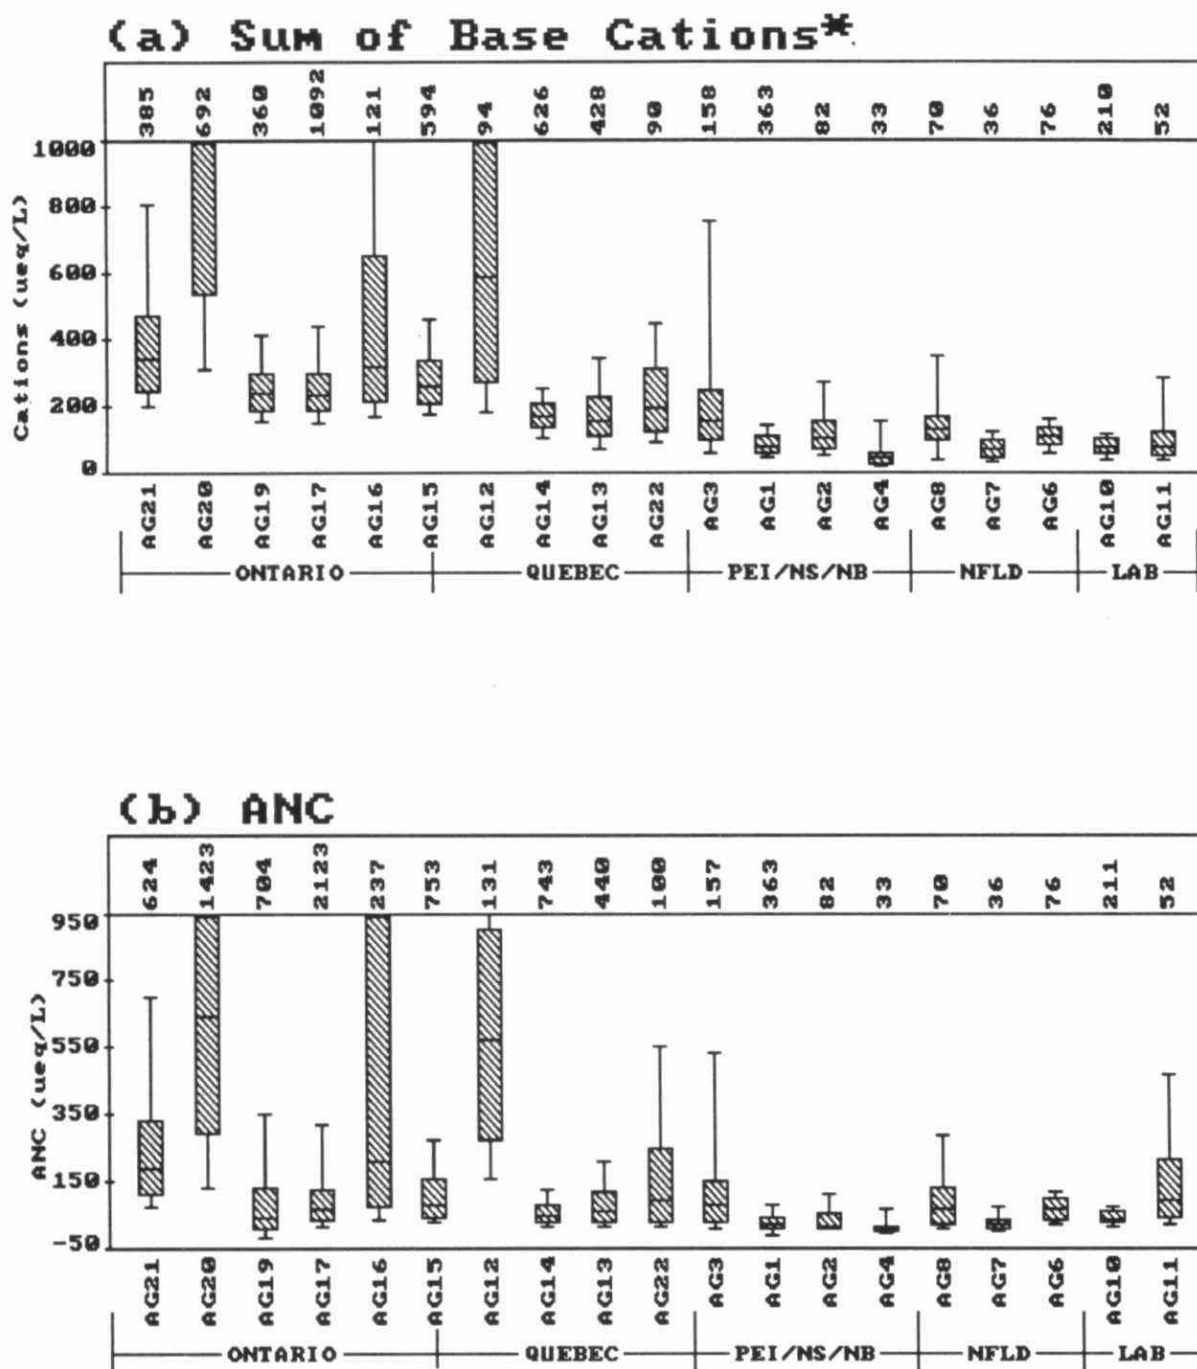 (a) Sum of Base Cations*
385 692 360 1092 121 594 94 626 428 90 158 363 82 33 70 36 76 210 52
Cations (ueq/L)
1000
800
600
400
200
0
AG21 AG20 AG19 AG17 AG16 AG15 AG12 AG14 AG13 AG22 AG3 AG1 AG2 AG4 AG8 AG7 AG6 AG10 AG11
ONTARIO QUEBEC PEI/NS/NB NFLD LAB
(b) ANC
624 1423 704 2123 237 753 131 743 440 100 157 363 82 33 70 36 76 211 52
ANC (ueq/L)
950
750
550
350
150
-50
AG21 AG20 AG19 AG17 AG16 AG15 AG12 AG14 AG13 AG22 AG3 AG1 AG2 AG4 AG8 AG7 AG6 AG10 AG11
ONTARIO QUEBEC PEI/NS/NB NFLD LAB